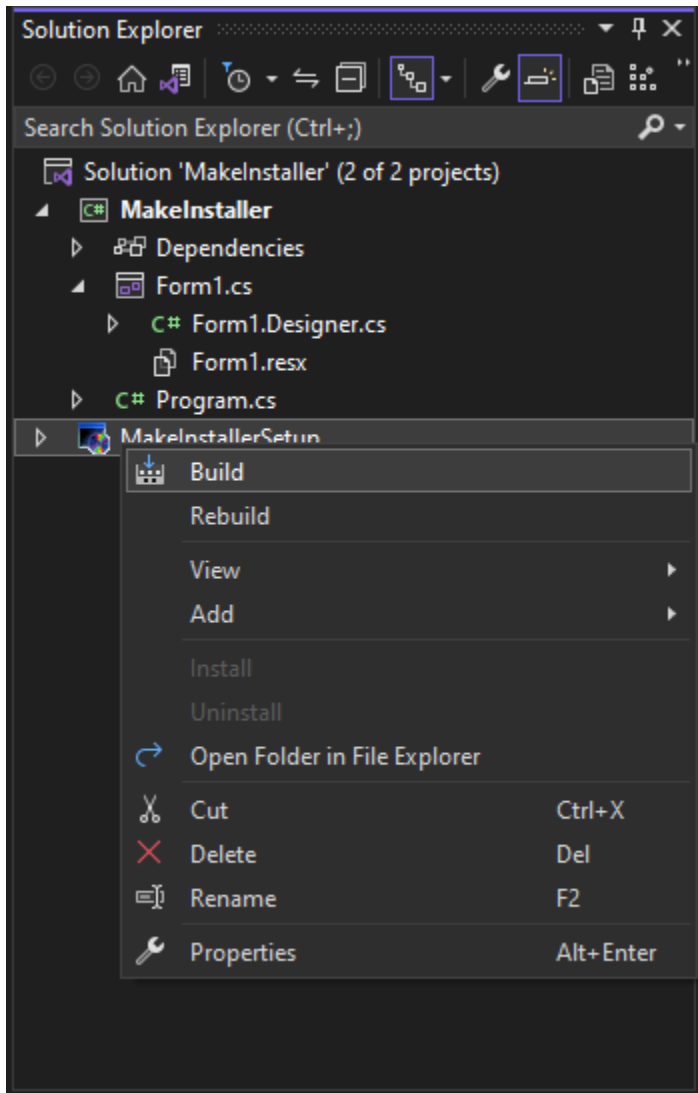 Solution Explorer
Search Solution Explorer (Ctrl+;)
Solution 'MakeInstaller' (2 of 2 projects)
C# MakeInstaller
Dependencies
Form1.cs
C# Form1.Designer.cs
Form1.resx
C# Program.cs
MakeInstallerSetup
Build
Rebuild
View
Add
Install
Uninstall
Open Folder in File Explorer
Cut Ctrl+X
Delete Del
Rename F2
Properties Alt+Enter